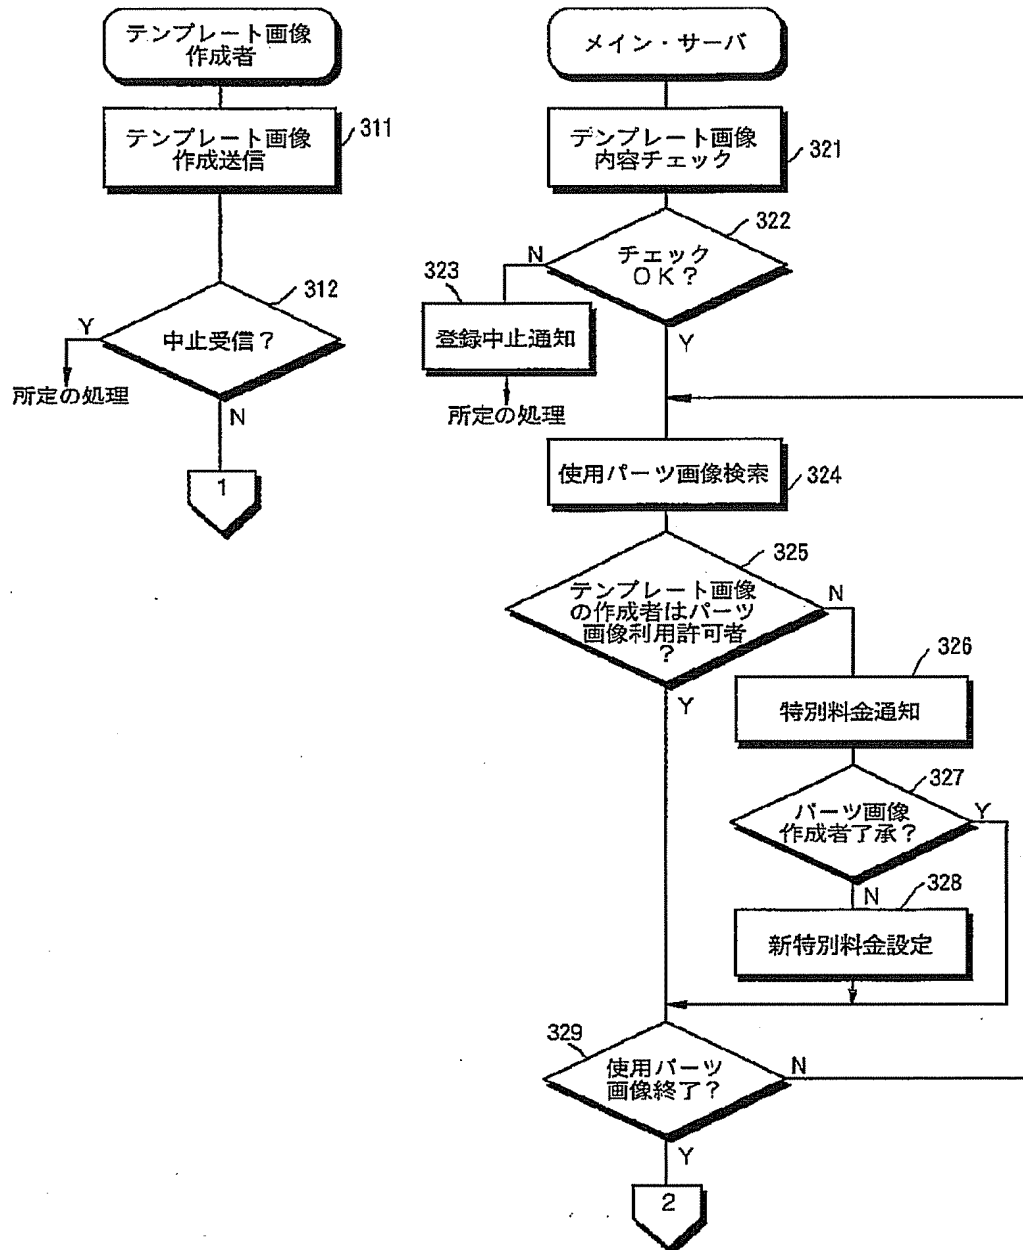 テンプレート画像
作成者
テンプレート画像
作成送信
311
312
中止受信？
Y
所定の処理
N
1
メイン・サーバ
テンプレート画像
内容チェック
321
322
チェック
ＯＫ？
N
323
登録中止通知
所定の処理
Y
使用パーツ画像検索
324
325
テンプレート画像
の作成者はパーツ
画像利用許可者
？
N
Y
326
特別料金通知
327
パーツ画像
作成者了承？
Y
N
328
新特別料金設定
329
使用パーツ
画像終了？
N
Y
2